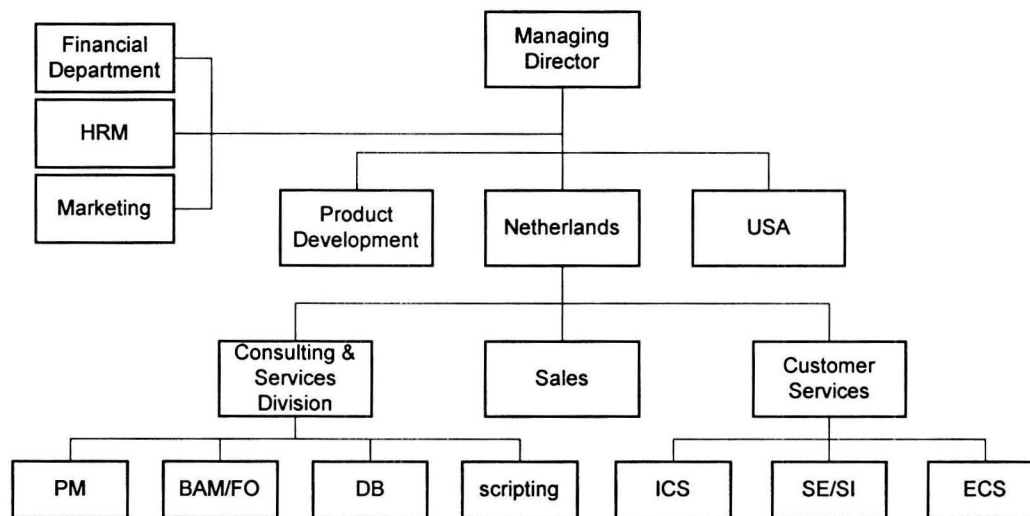 Financial
Department
Managing
Director
HRM
Marketing
Product
Development
Netherlands
USA
Consulting &
Services
Division
Sales
Customer
Services
PM
BAM/FO
DB
scripting
ICS
SE/SI
ECS